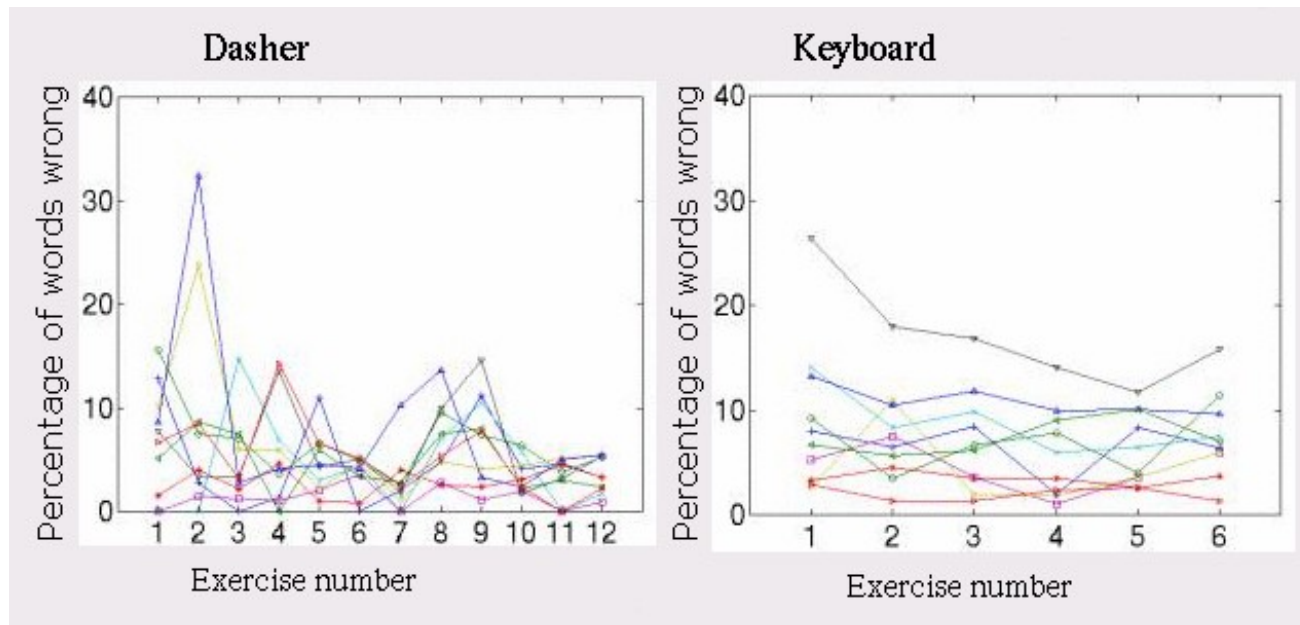 Dasher
Percentage of words wrong
40
30
20
10
0
1 2 3 4 5 6 7 8 9 10 11 12
Exercise number
Keyboard
Percentage of words wrong
40
30
20
10
0
1 2 3 4 5 6
Exercise number